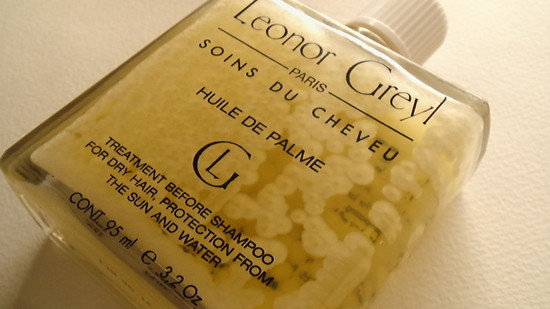 Leonor Greyl
PARIS
SOINS DU CHEVEU
HUILE DE PALME
LG
TREATMENT BEFORE SHAMPOO
FOR DRY HAIR, PROTECTION FROM
THE SUN AND WATER
CONT. 95 ml e 3.2 Oz